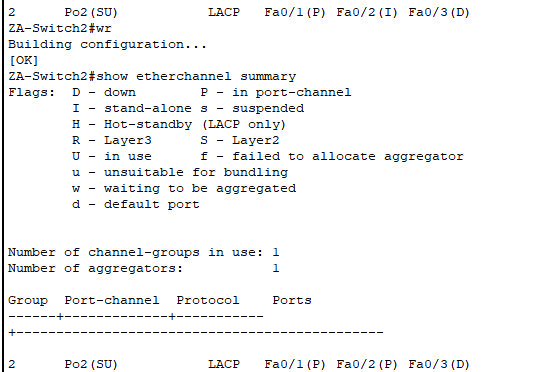 2      Po2(SU)           LACP   Fa0/1(P) Fa0/2(I) Fa0/3(D)
ZA-Switch2#wr
Building configuration...
[OK]
ZA-Switch2#show etherchannel summary
Flags:  D - down        P - in port-channel
        I - stand-alone s - suspended
        H - Hot-standby (LACP only)
        R - Layer3      S - Layer2
        U - in use      f - failed to allocate aggregator
        u - unsuitable for bundling
        w - waiting to be aggregated
        d - default port
Number of channel-groups in use: 1
Number of aggregators:           1
Group  Port-channel  Protocol    Ports
------+-------------+-----------
+----------------------------------------------
2      Po2(SU)           LACP   Fa0/1(P) Fa0/2(P) Fa0/3(D)